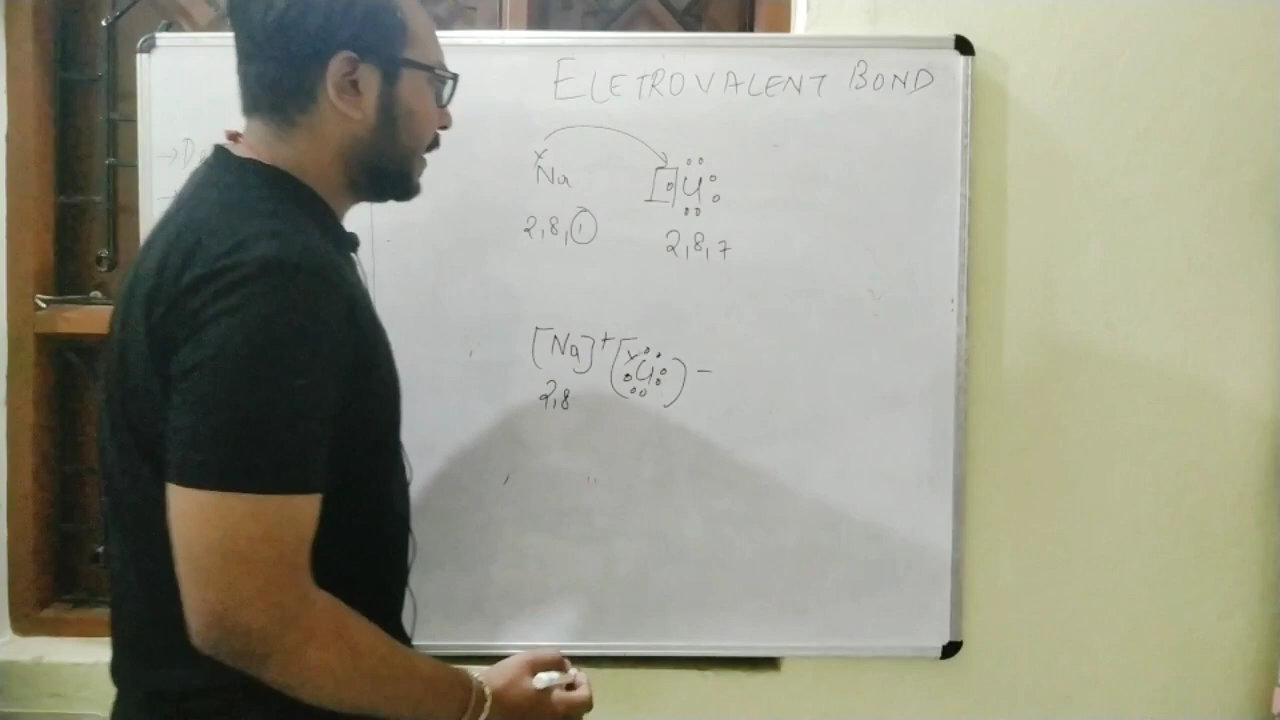 ELETROVALENT BOND
Na Cl
2,8,1 2,8,7
[Na]+ [Cl]-
2,8